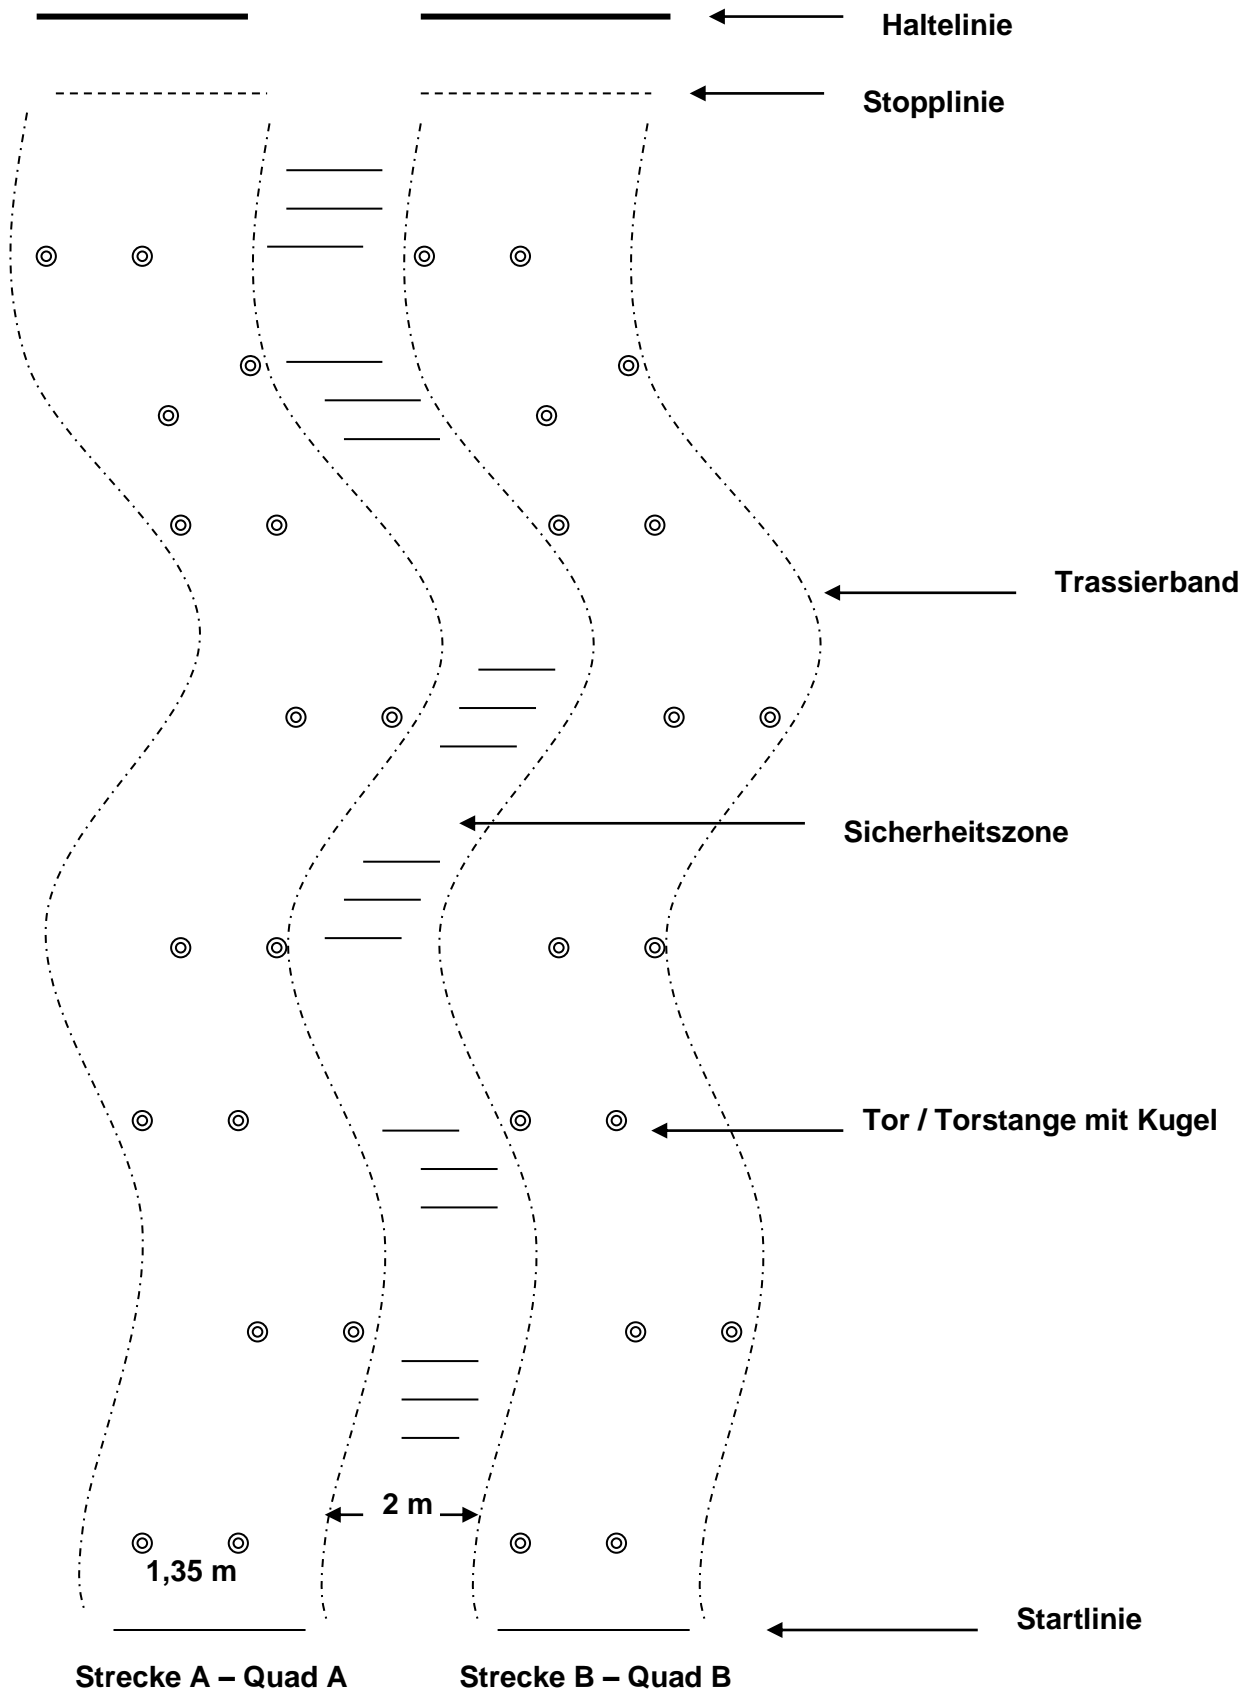 Haltelinie
Stopplinie
Trassierband
Sicherheitszone
Tor / Torstange mit Kugel
2 m
1,35 m
Startlinie
Strecke A – Quad A
Strecke B – Quad B